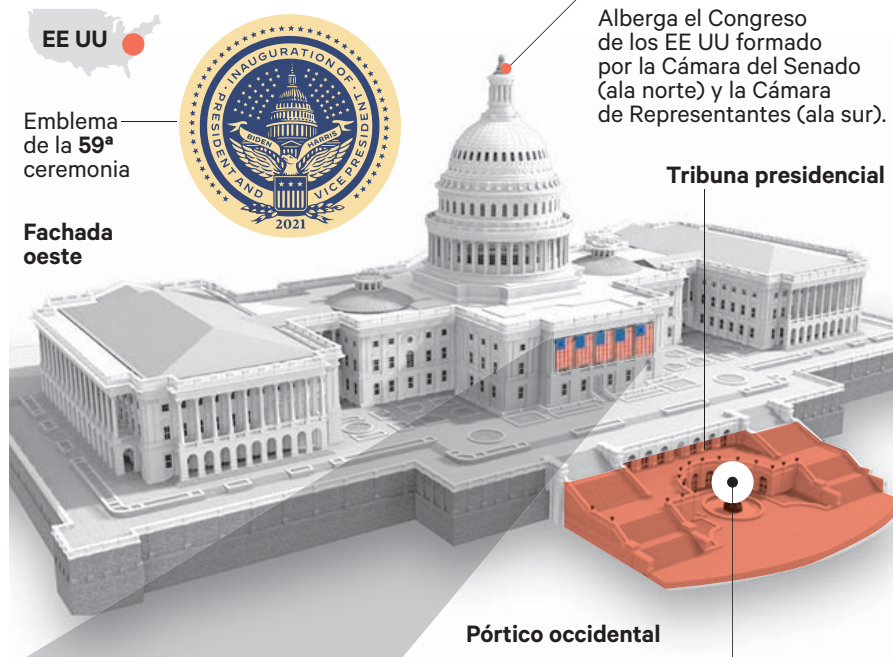 EE UU
Emblema
de la 59ª
ceremonia
INAUGURATION OF
PRESIDENT AND
VICE PRESIDENT
BIDEN
HARRIS
2021
Alberga el Congreso
de los EE UU formado
por la Cámara del Senado
(ala norte) y la Cámara
de Representantes (ala sur).
Tribuna presidencial
Fachada
oeste
Pórtico occidental